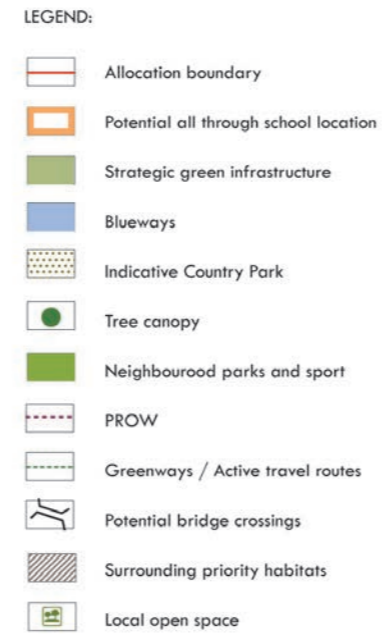 LEGEND:
Allocation boundary
Potential all through school location
Strategic green infrastructure
Blueways
Indicative Country Park
Tree canopy
Neighbourood parks and sport
PROW
Greenways / Active travel routes
Potential bridge crossings
Surrounding priority habitats
Local open space